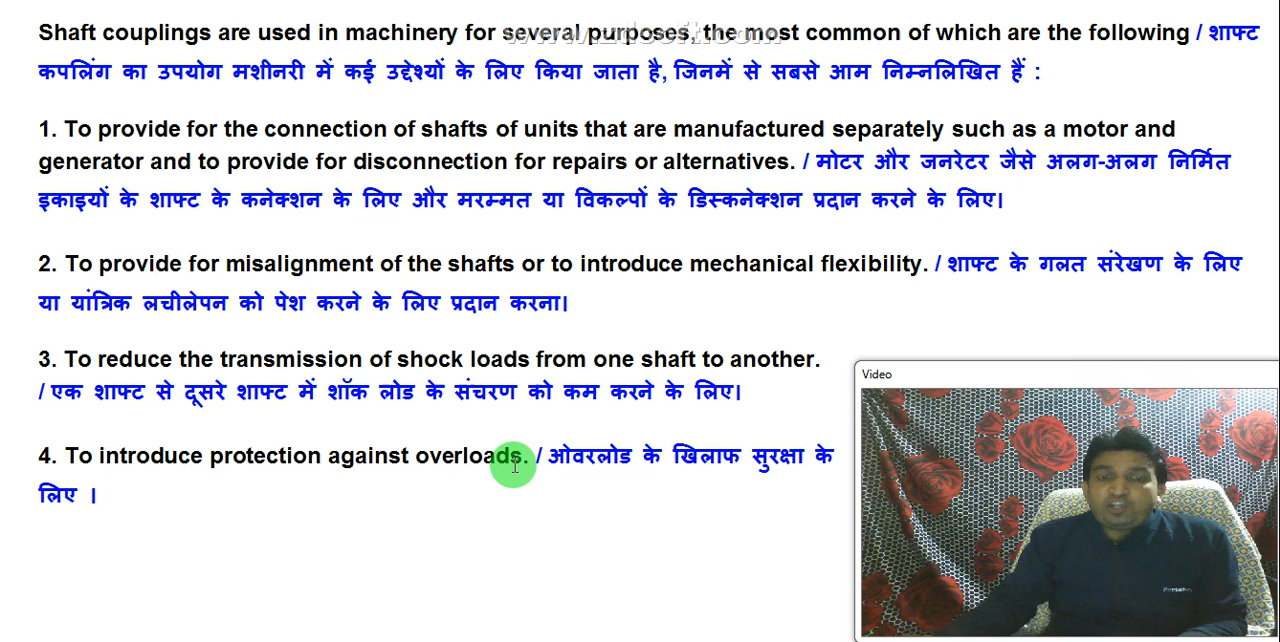 Shaft couplings are used in machinery for several purposes, the most common of which are the following / शाफ्ट
कपलिंग का उपयोग मशीनरी में कई उद्देश्यों के लिए किया जाता है, जिनमें से सबसे आम निम्नलिखित हैं :
1. To provide for the connection of shafts of units that are manufactured separately such as a motor and
generator and to provide for disconnection for repairs or alternatives. / मोटर और जनरेटर जैसे अलग-अलग निर्मित
इकाइयों के शाफ्ट के कनेक्शन के लिए और मरम्मत या विकल्पों के डिस्कनेक्शन प्रदान करने के लिए।
2. To provide for misalignment of the shafts or to introduce mechanical flexibility. / शाफ्ट के गलत संरेखण के लिए
या यांत्रिक लचीलेपन को पेश करने के लिए प्रदान करना।
3. To reduce the transmission of shock loads from one shaft to another.
/ एक शाफ्ट से दूसरे शाफ्ट में शॉक लोड के संचरण को कम करने के लिए।
Video
4. To introduce protection against overloads. / ओवरलोड के खिलाफ सुरक्षा के
लिए ।